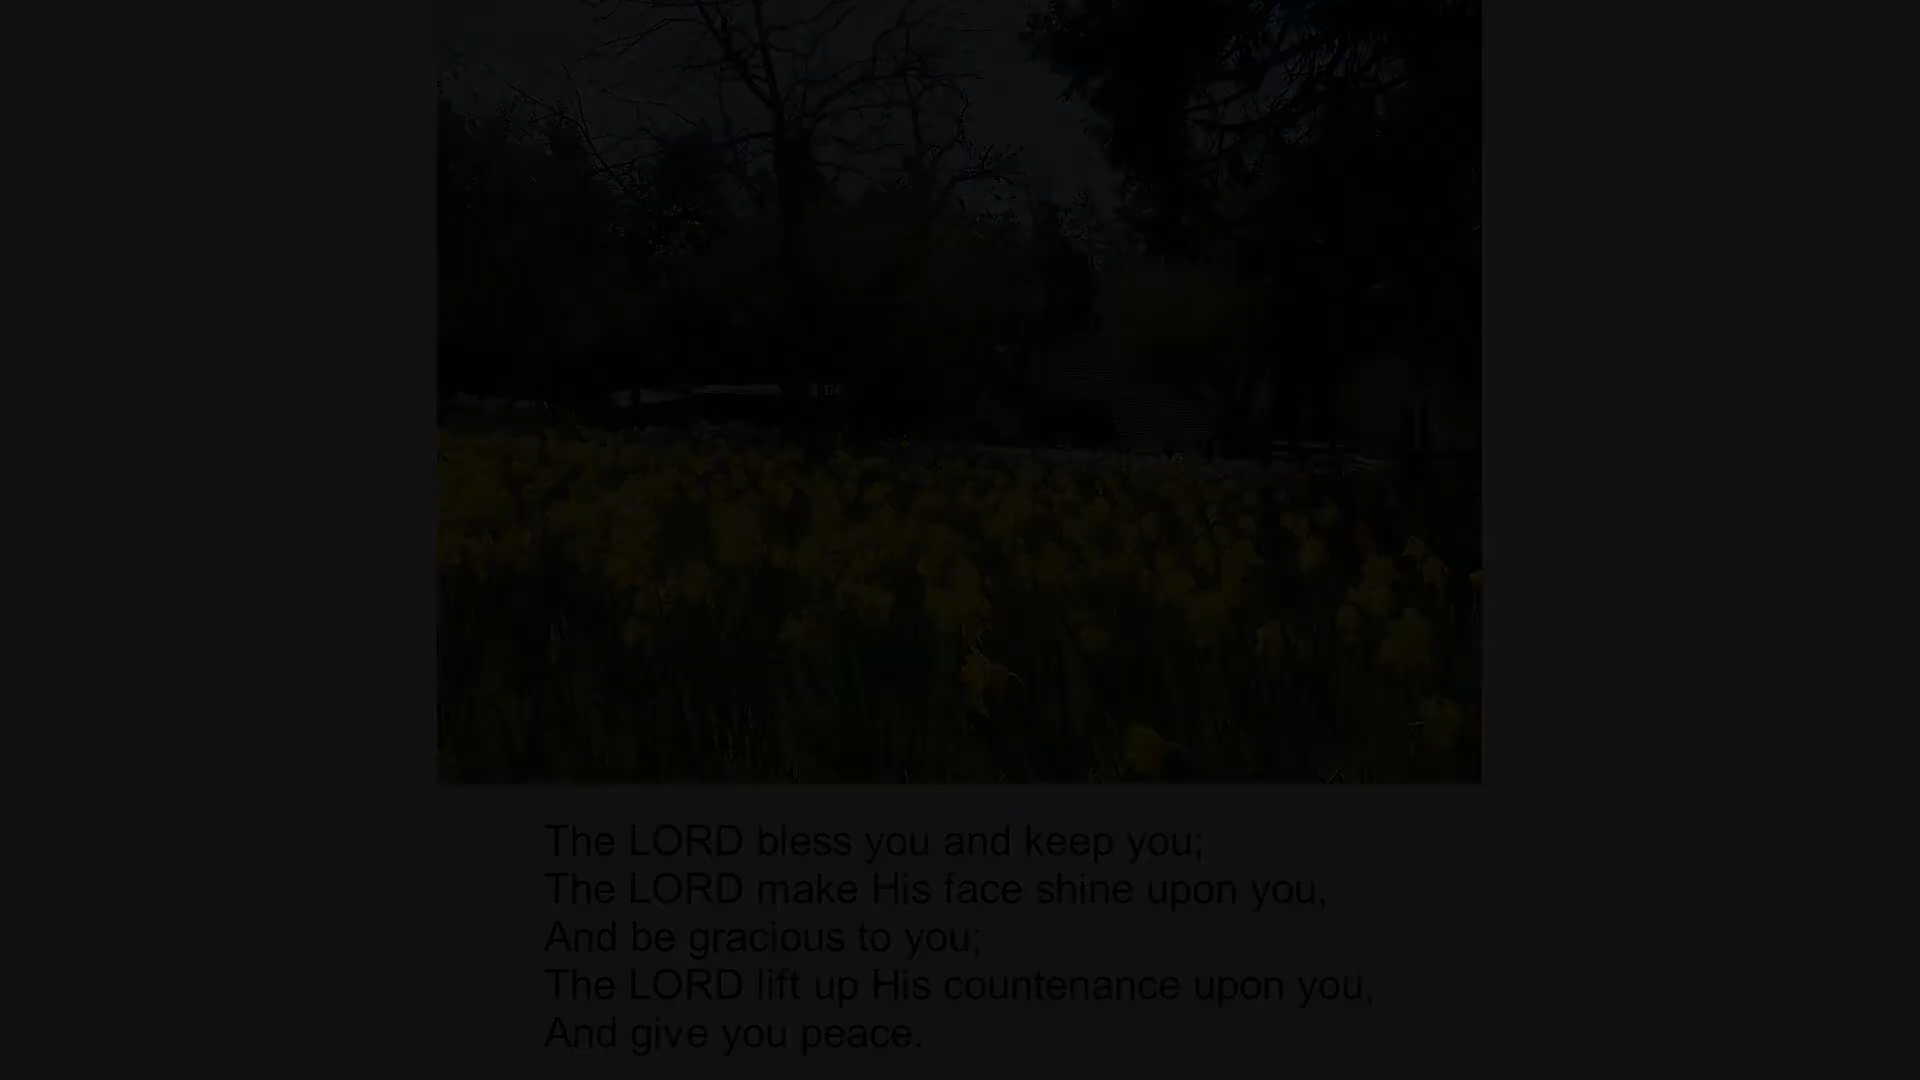 The LORD bless you and keep you;
The LORD make His face shine upon you,
And be gracious to you;
The LORD lift up His countenance upon you,
And give you peace.